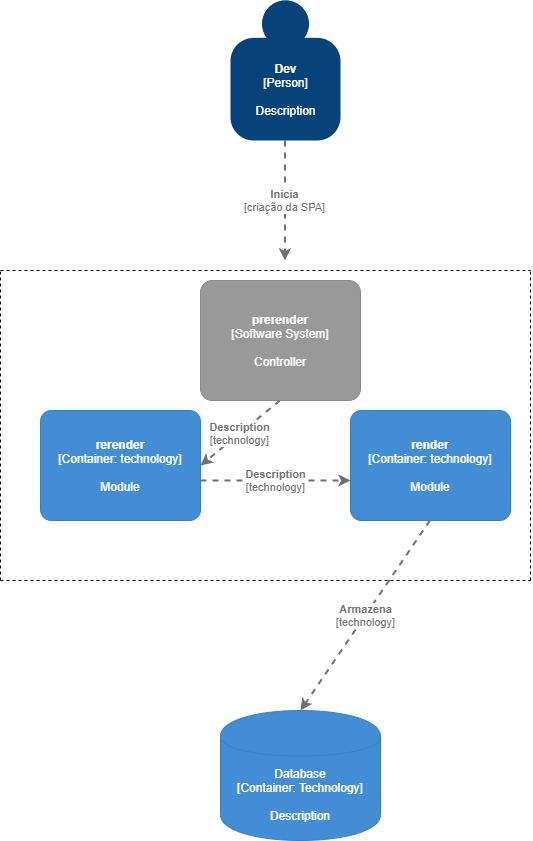 Dev
[Person]
Description
Inicia
[criação da SPA]
prerender
[Software System]
Controller
Description
[technology]
rerender
[Container: technology]
Module
Description
[technology]
render
[Container: technology]
Module
Armazena
[technology]
Database
[Container: Technology]
Description